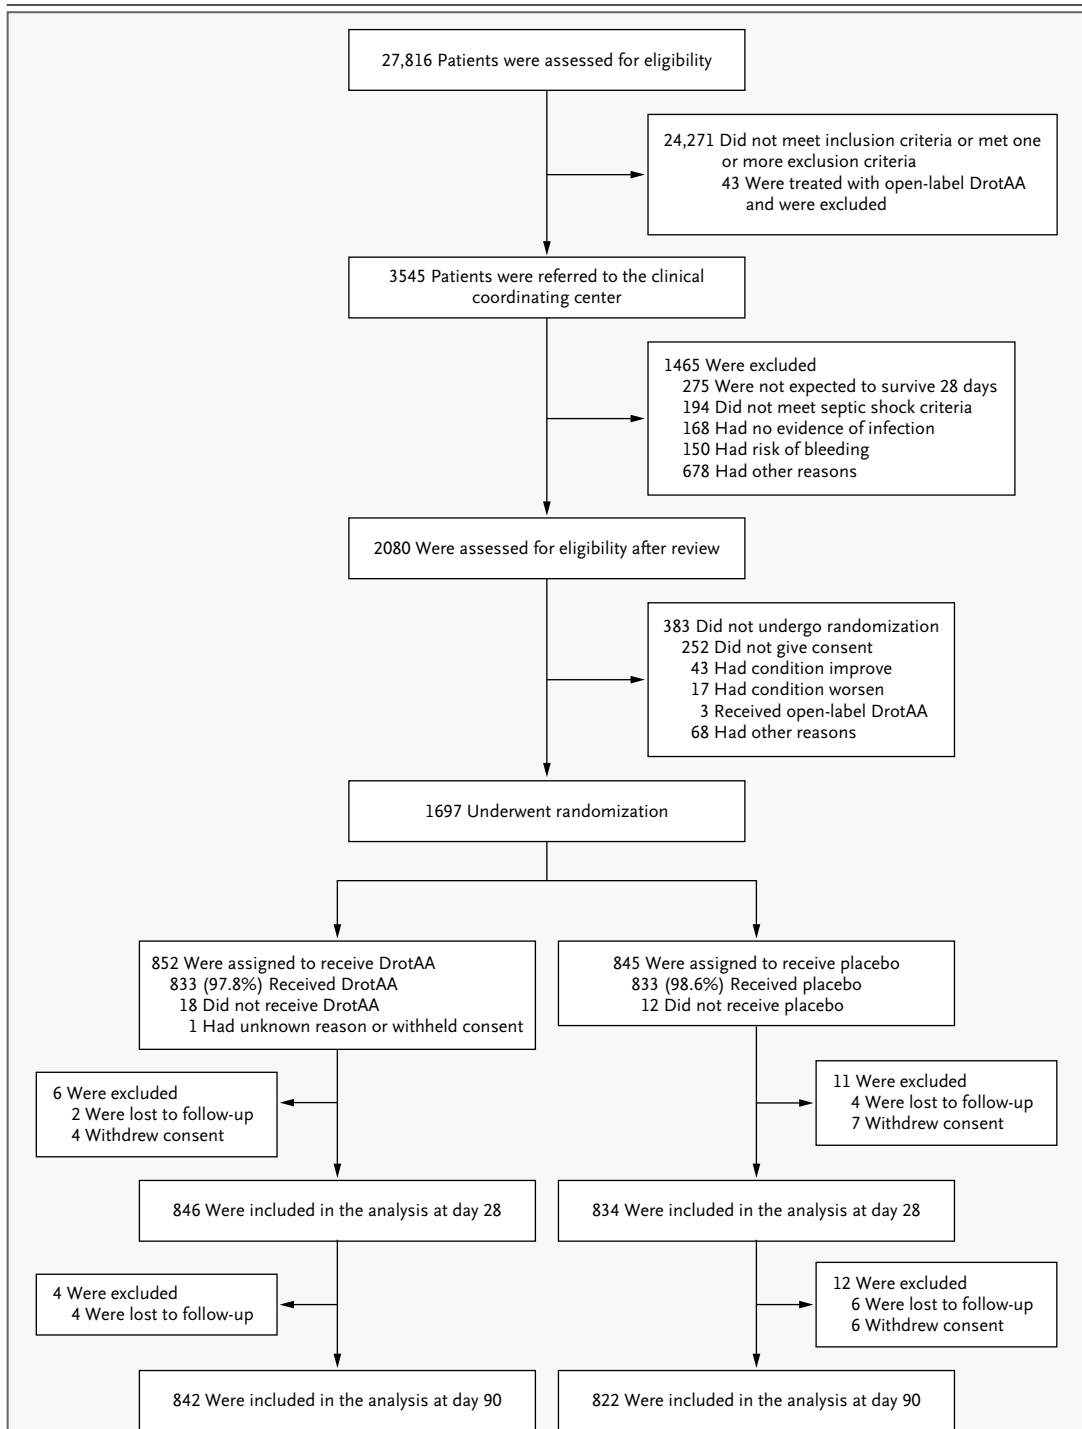 27,816 Patients were assessed for eligibility
24,271 Did not meet inclusion criteria or met one
or more exclusion criteria
43 Were treated with open-label DrotAA
and were excluded
3545 Patients were referred to the clinical
coordinating center
1465 Were excluded
275 Were not expected to survive 28 days
194 Did not meet septic shock criteria
168 Had no evidence of infection
150 Had risk of bleeding
678 Had other reasons
2080 Were assessed for eligibility after review
383 Did not undergo randomization
252 Did not give consent
43 Had condition improve
17 Had condition worsen
3 Received open-label DrotAA
68 Had other reasons
1697 Underwent randomization
852 Were assigned to receive DrotAA
833 (97.8%) Received DrotAA
18 Did not receive DrotAA
1 Had unknown reason or withheld consent
845 Were assigned to receive placebo
833 (98.6%) Received placebo
12 Did not receive placebo
6 Were excluded
2 Were lost to follow-up
4 Withdrew consent
11 Were excluded
4 Were lost to follow-up
7 Withdrew consent
846 Were included in the analysis at day 28
834 Were included in the analysis at day 28
4 Were excluded
4 Were lost to follow-up
12 Were excluded
6 Were lost to follow-up
6 Withdrew consent
842 Were included in the analysis at day 90
822 Were included in the analysis at day 90